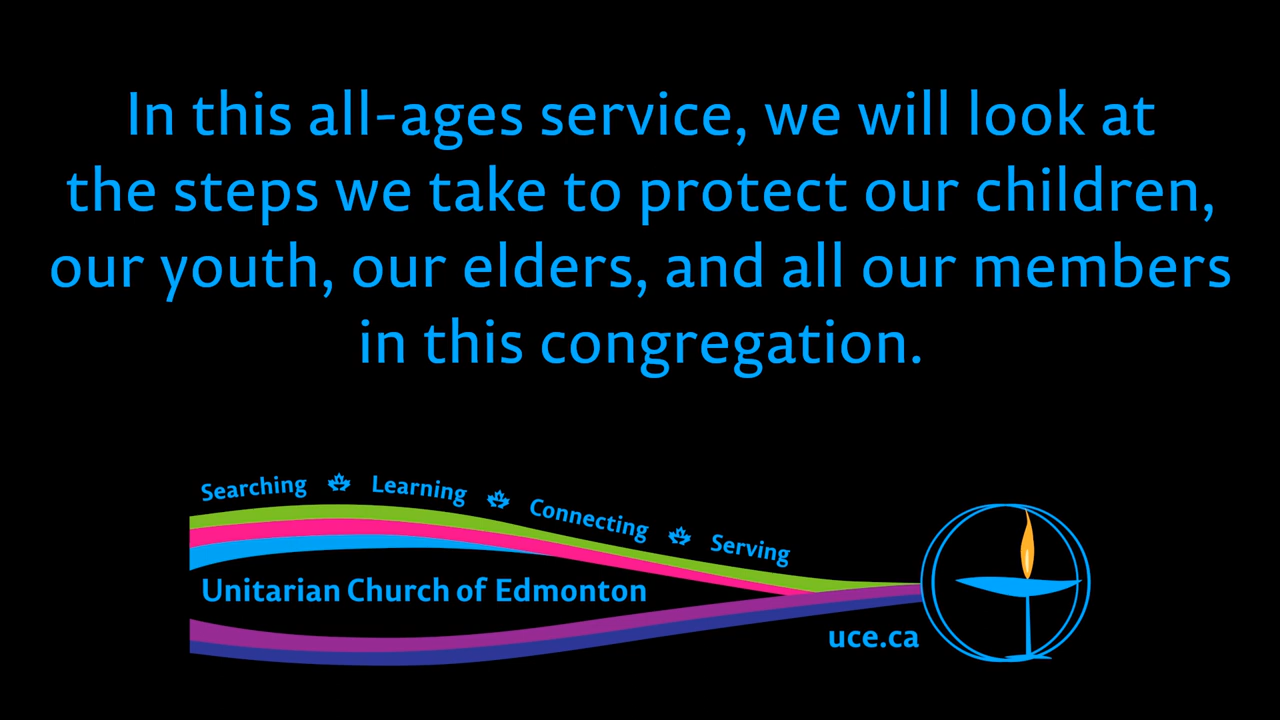 In this all-ages service, we will look at
the steps we take to protect our children,
our youth, our elders, and all our members
in this congregation.
Searching Learning Connecting Serving
Unitarian Church of Edmonton
uce.ca